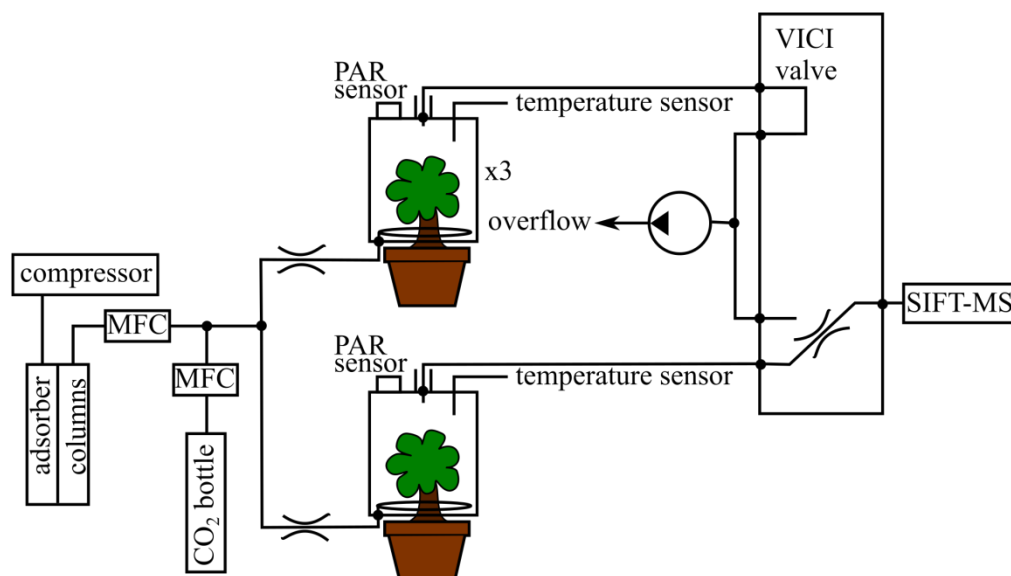 VICI
valve
PAR
sensor
temperature sensor
x3
overflow
compressor
MFC
SIFT-MS
PAR
sensor
temperature sensor
MFC
adsorber
columns
CO₂ bottle